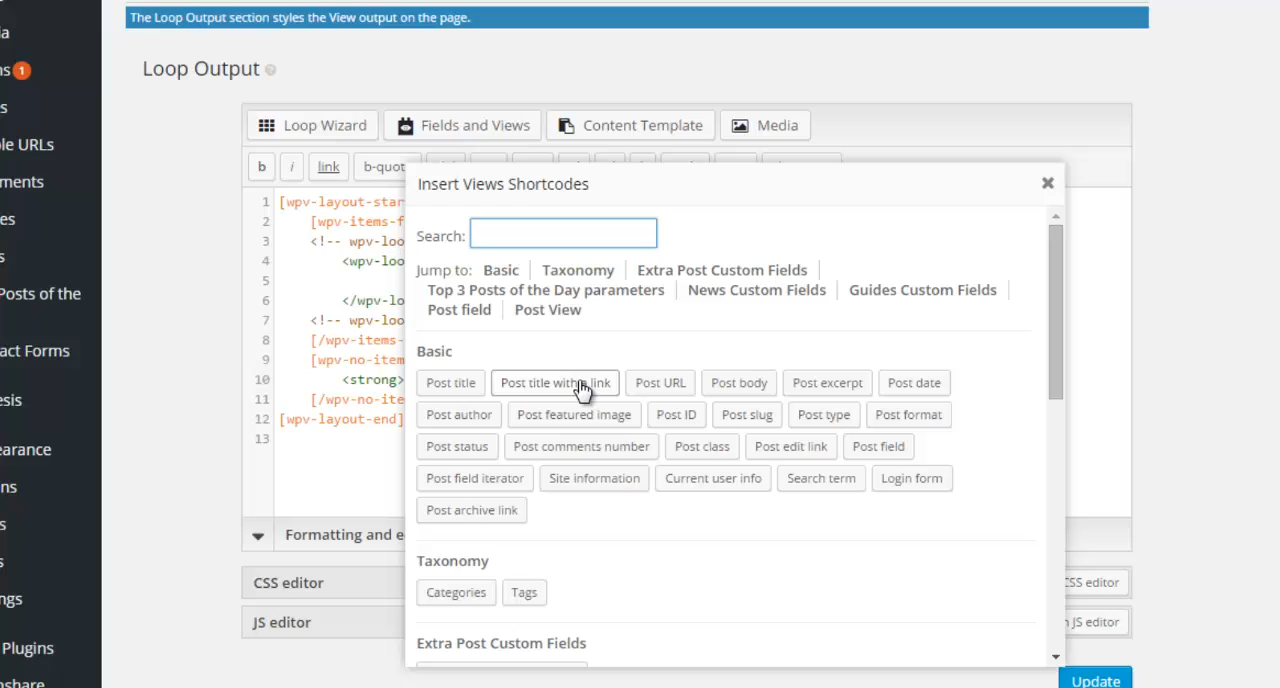 The Loop Output section styles the View output on the page.
Loop Output
Loop Wizard Fields and Views Content Template Media
b i link b-quot
Insert Views Shortcodes
Search:
Jump to: Basic Taxonomy Extra Post Custom Fields
Top 3 Posts of the Day parameters News Custom Fields Guides Custom Fields
Post field Post View
Basic
Post title Post title with a link Post URL Post body Post excerpt Post date
Post author Post featured image Post ID Post slug Post type Post format
Post status Post comments number Post class Post edit link Post field
Post field iterator Site information Current user info Search term Login form
Post archive link
Taxonomy
Categories Tags
Extra Post Custom Fields
1 [wpv-layout-star
2 [wpv-items-f
3 <!-- wpv-loo
4 <wpv-loo
5
6 </wpv-lo
7 <!-- wpv-loo
8 [/wpv-items-
9 [wpv-no-item
10 <strong>
11 [/wpv-no-ite
12 [wpv-layout-end]
13
Formatting and e
CSS editor CSS editor
JS editor n JS editor
Update
ia
ns 1
s
le URLs
ments
es
s
Posts of the
act Forms
esis
earance
ns
s
s
ngs
Plugins
nshare